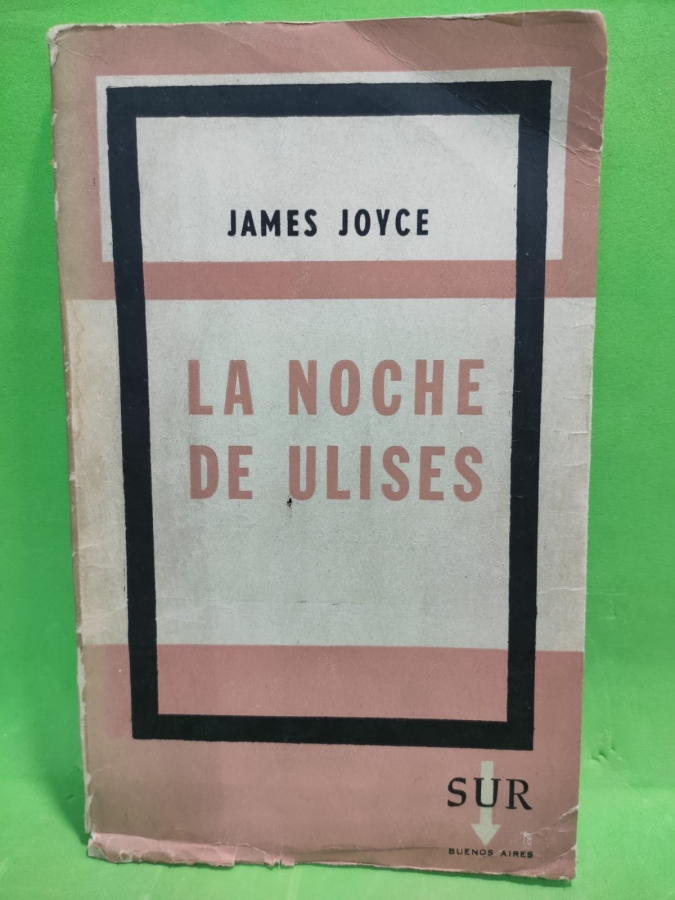 JAMES JOYCE
LA NOCHE
DE ULISES
SUR
BUENOS AIRES